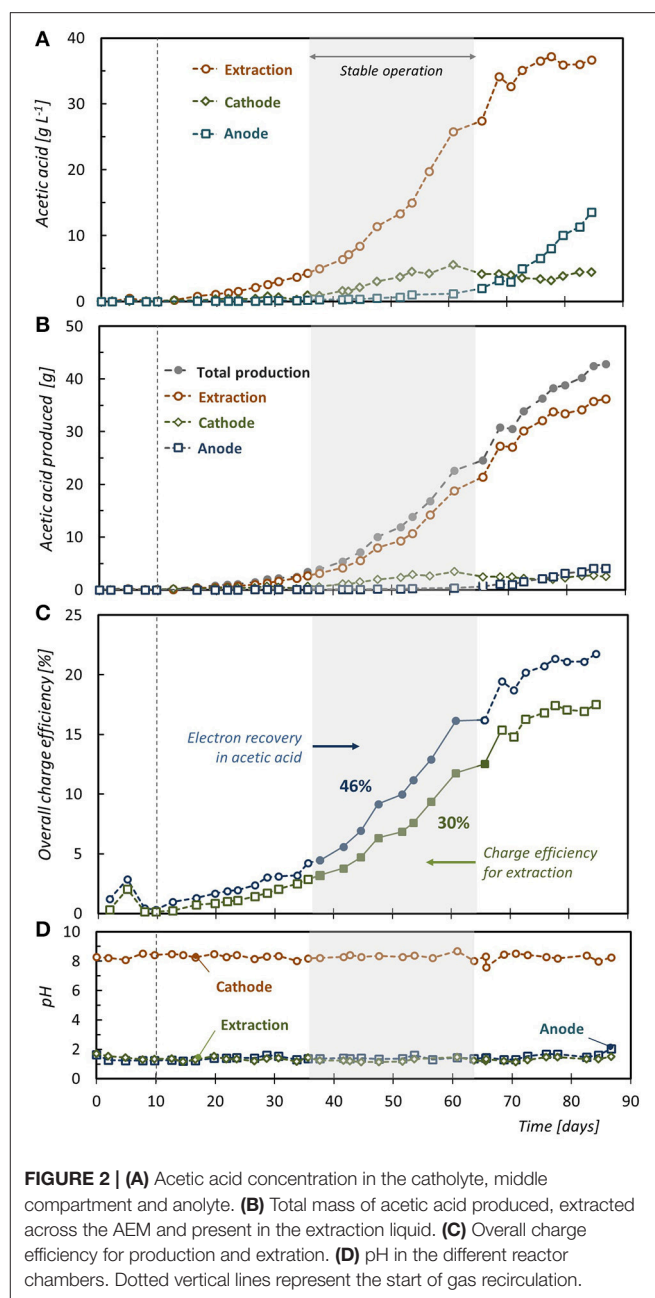 A
Acetic acid [g L-1]
40
30
20
10
0
Extraction
Cathode
Anode
Stable operation
B
Acetic acid produced [g]
50
40
30
20
10
0
Total production
Extraction
Cathode
Anode
C
Overall charge efficiency [%]
25
20
15
10
5
0
Electron recovery
in acetic acid
46%
30%
Charge efficiency
for extraction
D
pH
10
8
6
4
2
0
Cathode
Extraction
Anode
0 10 20 30 40 50 60 70 80 90
Time [days]
FIGURE 2 | (A) Acetic acid concentration in the catholyte, middle
compartment and anolyte. (B) Total mass of acetic acid produced, extracted
across the AEM and present in the extraction liquid. (C) Overall charge
efficiency for production and extration. (D) pH in the different reactor
chambers. Dotted vertical lines represent the start of gas recirulation.